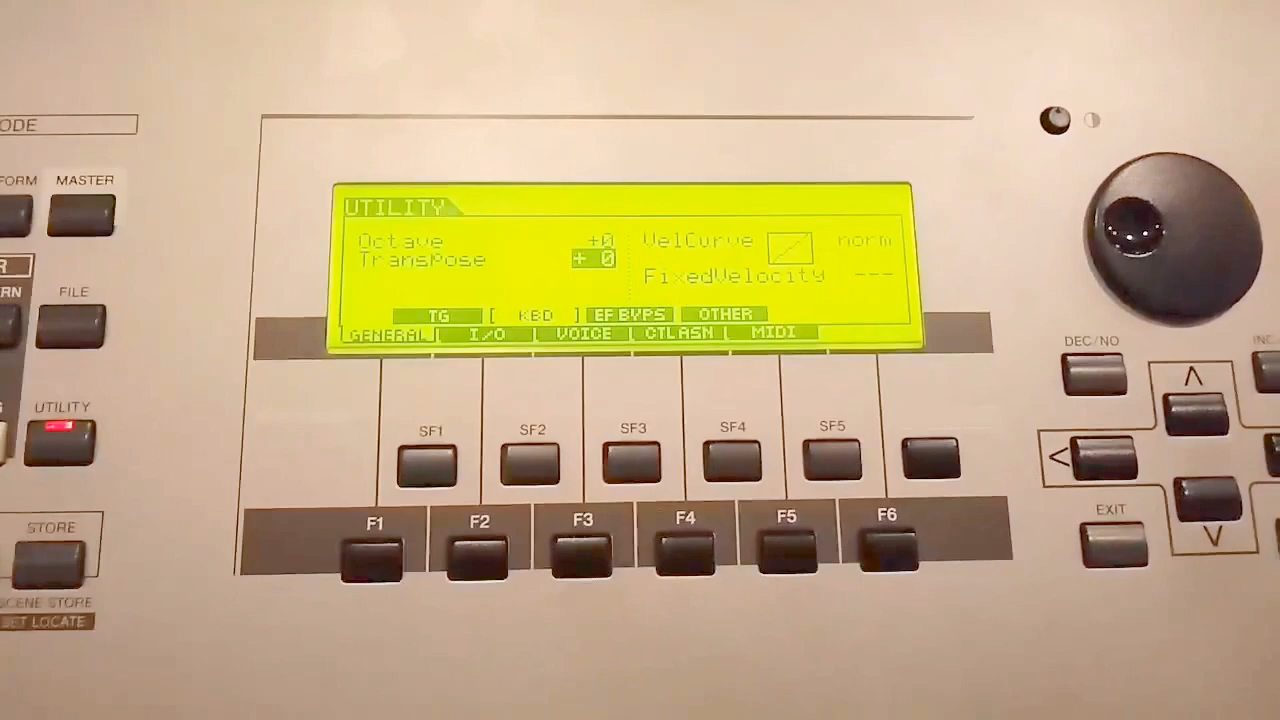 ODE
FORM MASTER
R
RN FILE
UTILITY
STORE
SCENE STORE
SET LOCATE
UTILITY
Octave +0 VelCurve norm
Transpose + 0
FixedVelocity ---
TG [ KBD ] EF BYPS OTHER
GENERAL I/O VOICE CTLASN MIDI
SF1 SF2 SF3 SF4 SF5
F1 F2 F3 F4 F5 F6
DEC/NO INC
EXIT